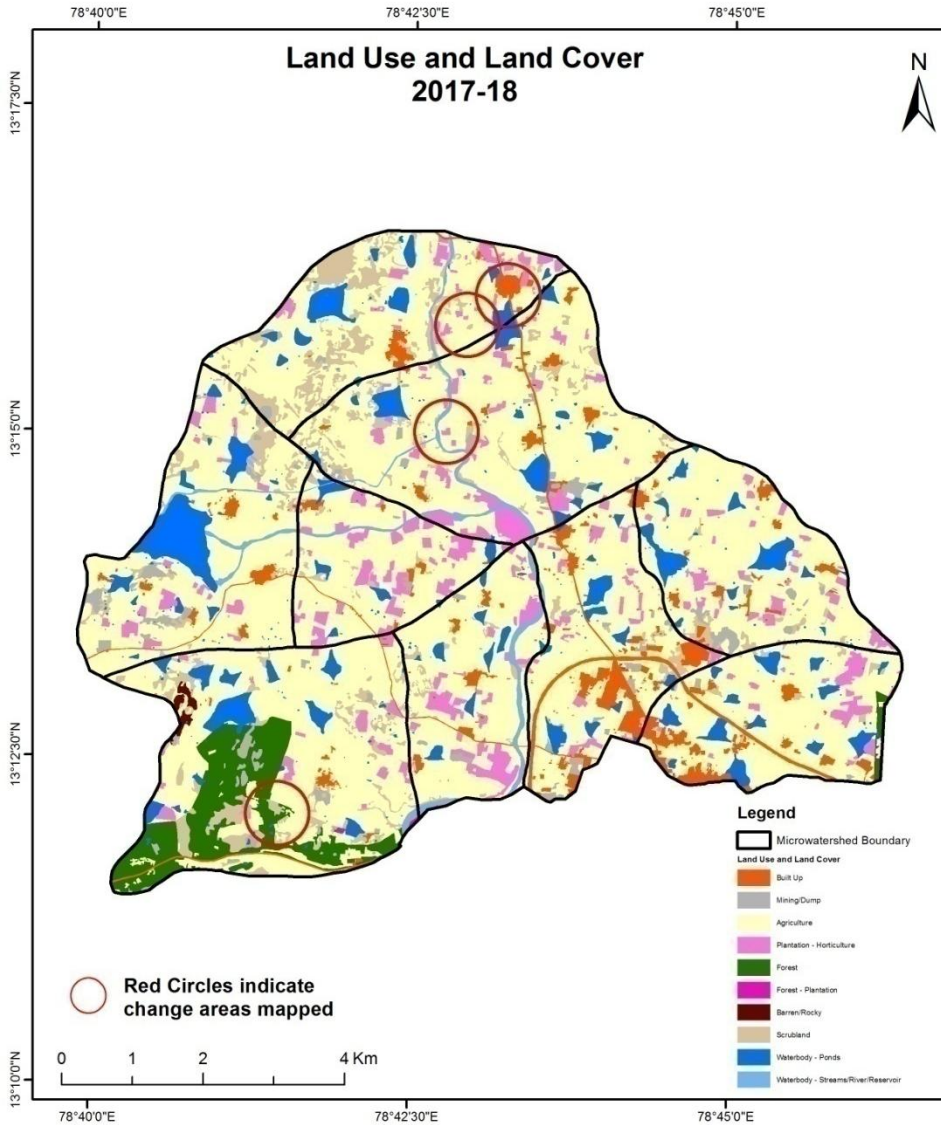 78°40'0"E 78°42'30"E 78°45'0"E
Land Use and Land Cover
2017-18
N
13°17'30"N
13°15'0"N
13°12'30"N
13°10'0"N
Legend
Microwatershed Boundary
Land Use and Land Cover
Built Up
Mining/Dump
Agriculture
Plantation - Horticulture
Forest
Forest - Plantation
Barren/Rocky
Scrubland
Waterbody - Ponds
Waterbody - Streams/River/Reservoir
Red Circles indicate
change areas mapped
0 1 2 4 Km
78°40'0"E 78°42'30"E 78°45'0"E